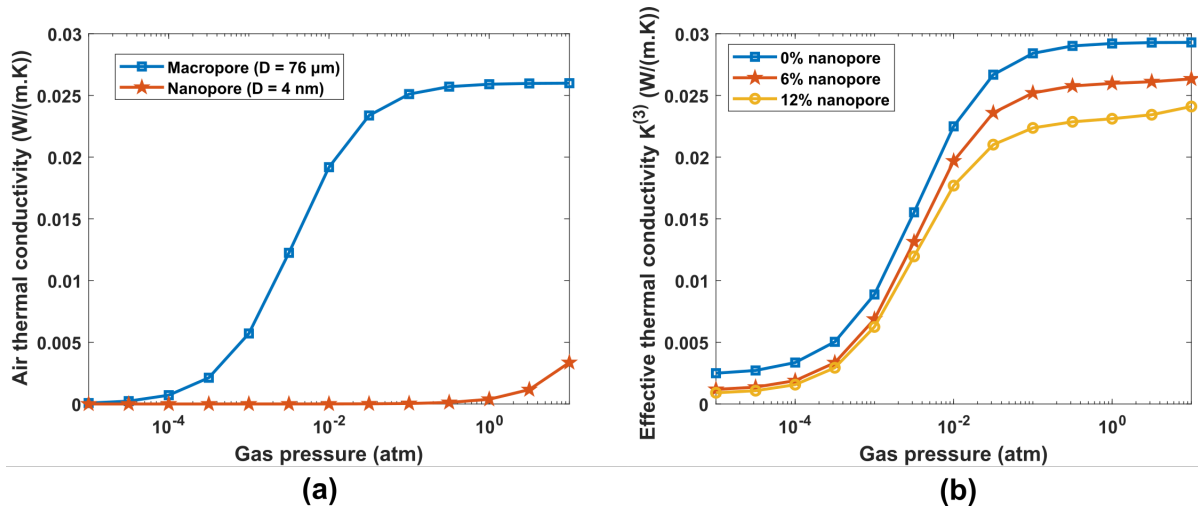 Air thermal conductivity (W/(m.K))
0.03
0.025
0.02
0.015
0.01
0.005
0
Macropore (D = 76 μm)
Nanopore (D = 4 nm)
10^-4
10^-2
10^0
Gas pressure (atm)
(a)
Effective thermal conductivity K^(3) (W/(m.K))
0.03
0.025
0.02
0.015
0.01
0.005
0
0% nanopore
6% nanopore
12% nanopore
10^-4
10^-2
10^0
Gas pressure (atm)
(b)